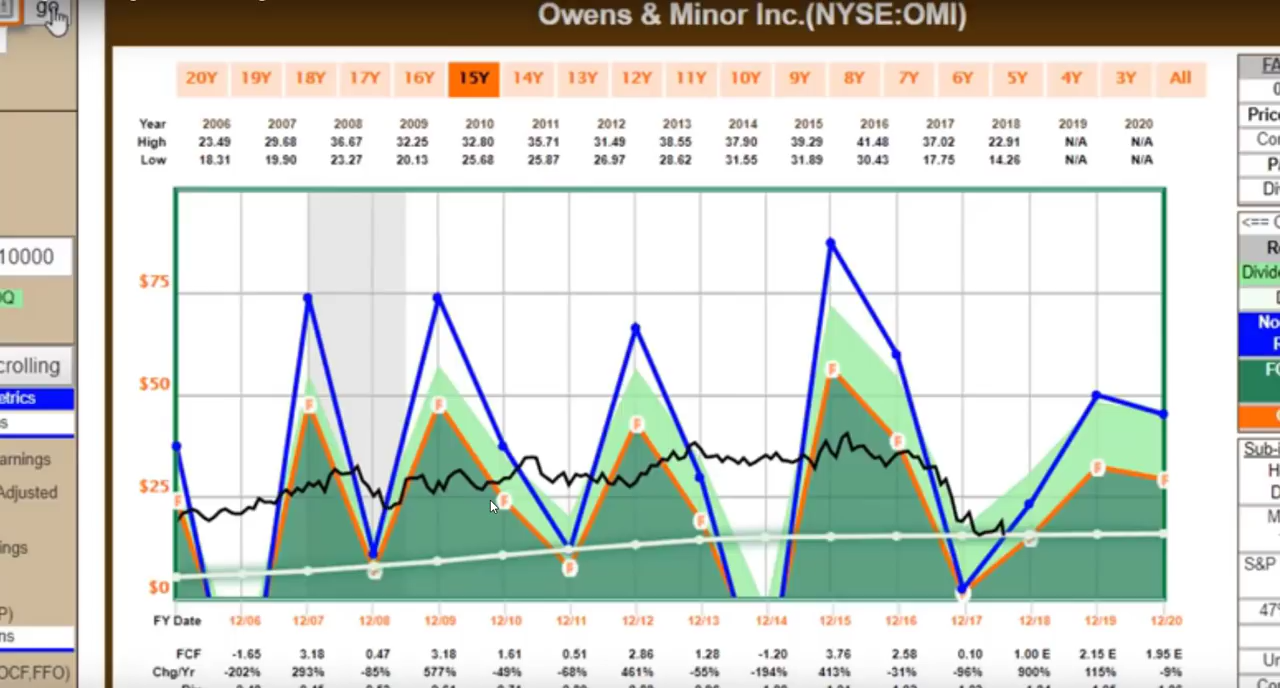 go
Owens & Minor Inc.(NYSE:OMI)
20Y 19Y 18Y 17Y 16Y 15Y 14Y 13Y 12Y 11Y 10Y 9Y 8Y 7Y 6Y 5Y 4Y 3Y All
Year 2006 2007 2008 2009 2010 2011 2012 2013 2014 2015 2016 2017 2018 2019 2020
High 23.49 29.68 36.67 32.25 32.80 35.71 31.49 38.55 37.90 39.29 41.48 37.02 22.91 N/A N/A
Low 18.31 19.90 23.27 20.13 25.68 25.87 26.97 28.62 31.55 31.89 30.43 17.75 14.26 N/A N/A
FA
Price
Co
P
Di
10000
Q
crolling
etrics
s
arnings
Adjusted
ings
P)
ns
OCF,FFO)
$75
$50
$25
$0
F F F F F F F F F F F F F
<== C
R
Divide
D
No
R
FC
Sub-i
H
D
M
S&P
47%
Un
Co
FY Date 12/06 12/07 12/08 12/09 12/10 12/11 12/12 12/13 12/14 12/15 12/16 12/17 12/18 12/19 12/20
FCF -1.65 3.18 0.47 3.18 1.61 0.51 2.86 1.28 -1.20 3.76 2.58 0.10 1.00 E 2.15 E 1.95 E
Chg/Yr -202% 293% -85% 577% -49% -68% 461% -55% -194% 413% -31% -96% 900% 115% -9%